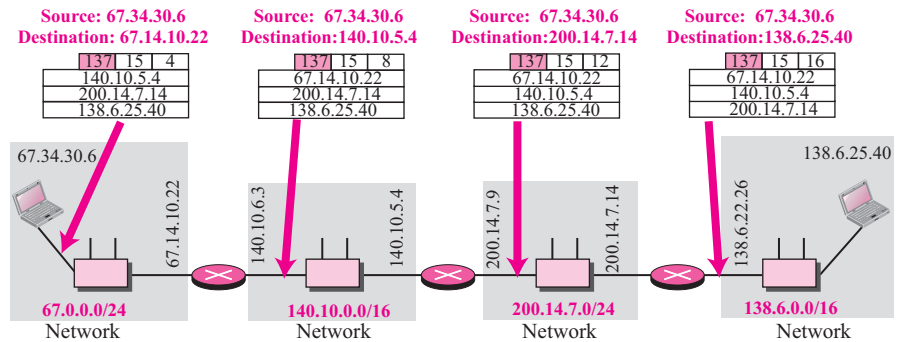 Source: 67.34.30.6
Destination: 67.14.10.22
137 15 4
140.10.5.4
200.14.7.14
138.6.25.40
Source: 67.34.30.6
Destination:140.10.5.4
137 15 8
67.14.10.22
200.14.7.14
138.6.25.40
Source: 67.34.30.6
Destination:200.14.7.14
137 15 12
67.14.10.22
140.10.5.4
138.6.25.40
Source: 67.34.30.6
Destination:138.6.25.40
137 15 16
67.14.10.22
140.10.5.4
200.14.7.14
67.34.30.6
67.14.10.22
140.10.6.3
140.10.5.4
200.14.7.9
200.14.7.14
138.6.22.26
138.6.25.40
67.0.0.0/24
Network
140.10.0.0/16
Network
200.14.7.0/24
Network
138.6.0.0/16
Network